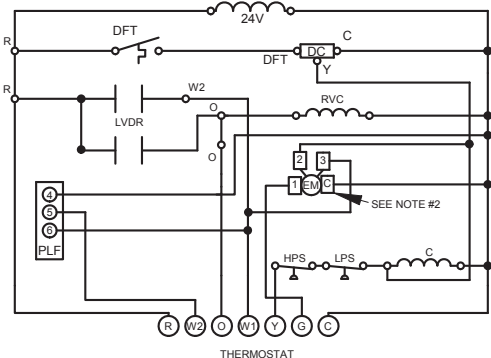 24V
DFT
C
R
DFT
DC
Y
R
W2
LVDR
O
RVC
O
2
3
1
EM
C
SEE NOTE #2
4
5
6
PLF
HPS
LPS
C
R
W2
O
W1
Y
G
C
THERMOSTAT